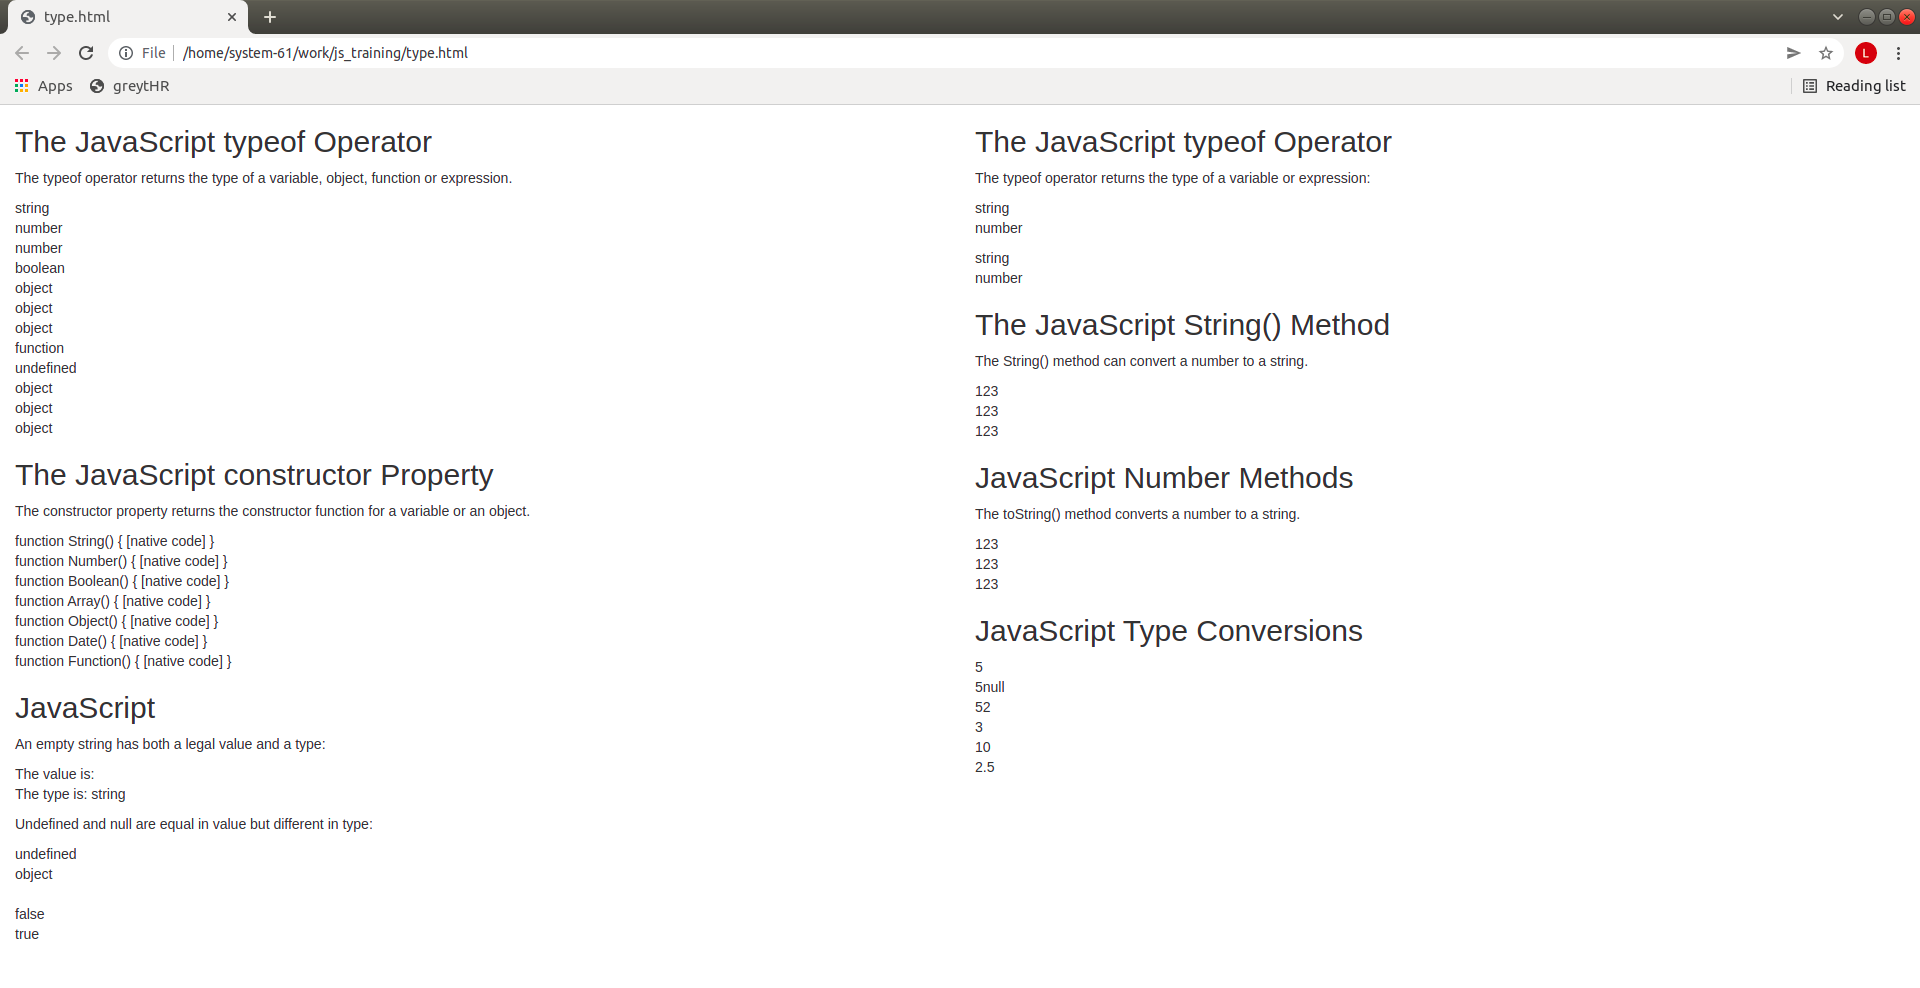 type.html
File
/home/system-61/work/js_training/type.html
L
Apps
greytHR
Reading list
The JavaScript typeof Operator
The typeof operator returns the type of a variable, object, function or expression.
string
number
number
boolean
object
object
object
function
undefined
object
object
object
The JavaScript constructor Property
The constructor property returns the constructor function for a variable or an object.
function String() { [native code] }
function Number() { [native code] }
function Boolean() { [native code] }
function Array() { [native code] }
function Object() { [native code] }
function Date() { [native code] }
function Function() { [native code] }
JavaScript
An empty string has both a legal value and a type:
The value is:
The type is: string
Undefined and null are equal in value but different in type:
undefined
object
false
true
The JavaScript typeof Operator
The typeof operator returns the type of a variable or expression:
string
number
string
number
The JavaScript String() Method
The String() method can convert a number to a string.
123
123
123
JavaScript Number Methods
The toString() method converts a number to a string.
123
123
123
JavaScript Type Conversions
5
5null
52
3
10
2.5